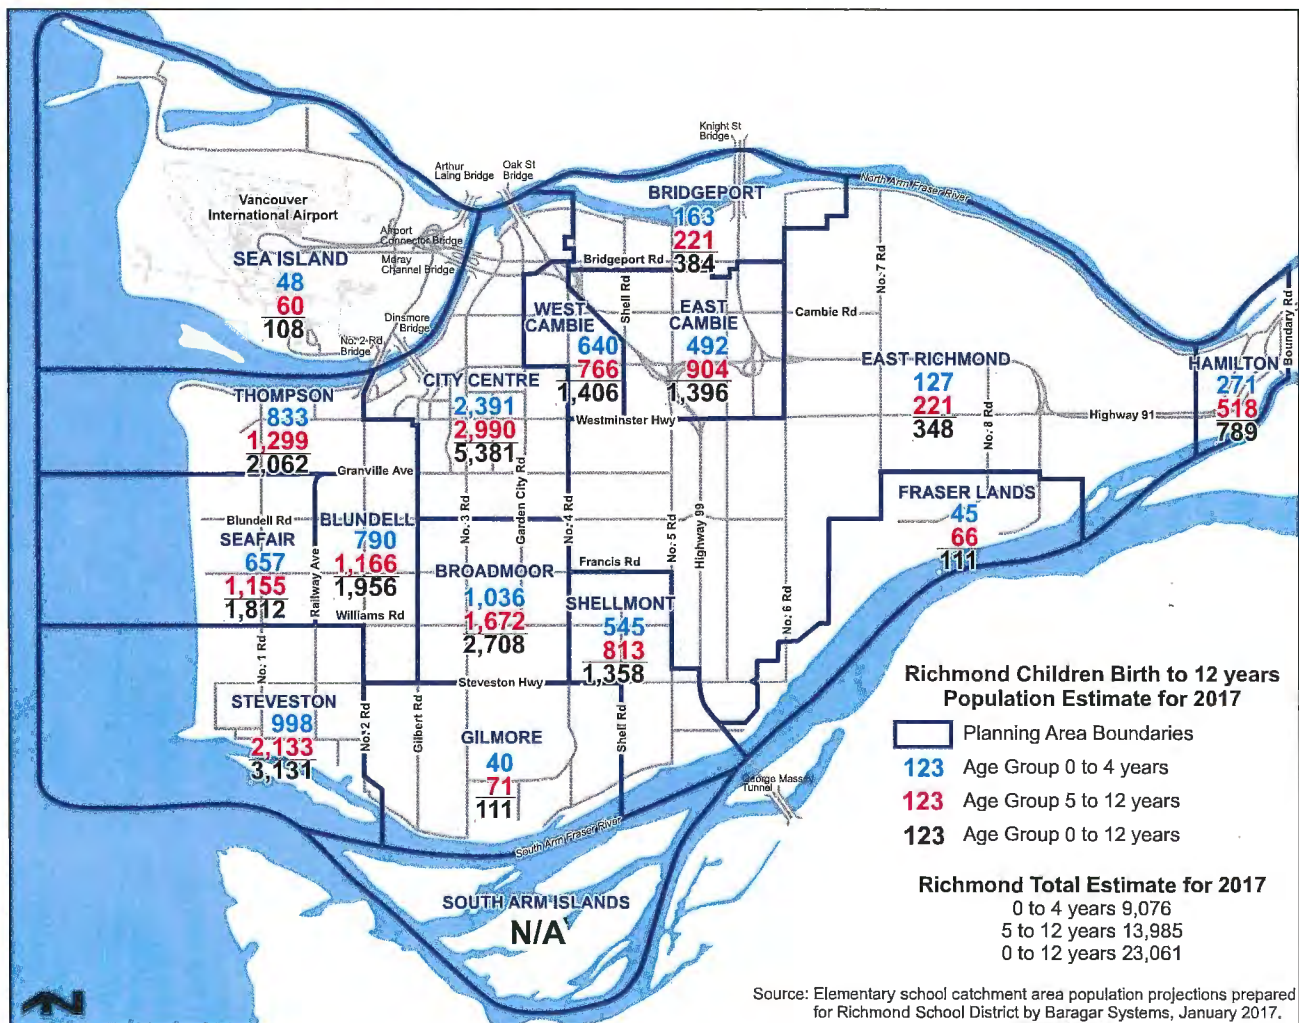 Knight St
Bridge
Arthur
Laing Bridge
Oak St
Bridge
North Arm Fraser River
BRIDGEPORT
163
221
384
Vancouver
International Airport
Airport
Connector Bridge
Moray
Channel Bridge
SEA ISLAND
48
60
108
Bridgeport Rd
No. 7 Rd
Shell Rd
Boundary Rd
Dinsmore
Bridge
No. 2 Rd
Bridge
WEST
CAMBIE
640
766
1,406
EAST
CAMBIE
492
904
1,396
Cambie Rd
EAST RICHMOND
127
221
348
HAMILTON
271
518
789
THOMPSON
833
1,299
2,062
CITY CENTRE
2,391
2,990
5,381
Westminster Hwy
No. 8 Rd
Highway 91
Granville Ave
Garden City Rd
No. 3 Rd
No. 4 Rd
No. 5 Rd
Highway 99
FRASER LANDS
45
66
111
Blundell Rd
SEAFAIR
657
1,155
1,812
Railway Ave
BLUNDELL
790
1,166
1,956
Williams Rd
BROADMOOR
1,036
1,672
2,708
Francis Rd
SHELLMONT
545
813
1,358
No. 6 Rd
No. 1 Rd
Steveston Hwy
STEVESTON
998
2,133
3,131
No. 2 Rd
Gilbert Rd
GILMORE
40
71
111
Shell Rd
George Massey
Tunnel
South Arm Fraser River
SOUTH ARM ISLANDS
N/A
Richmond Children Birth to 12 years
Population Estimate for 2017
Planning Area Boundaries
123 Age Group 0 to 4 years
123 Age Group 5 to 12 years
123 Age Group 0 to 12 years
Richmond Total Estimate for 2017
0 to 4 years 9,076
5 to 12 years 13,985
0 to 12 years 23,061
Source: Elementary school catchment area population projections prepared
for Richmond School District by Baragar Systems, January 2017.